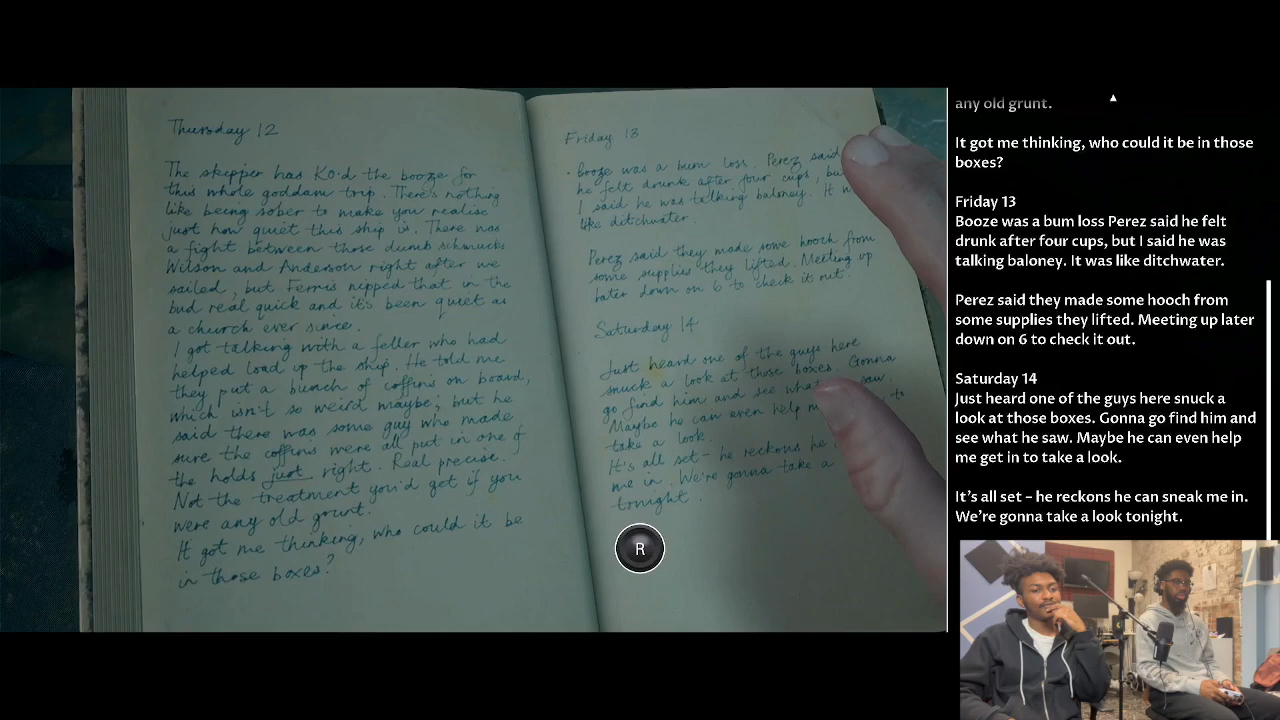 Thursday 12
The skipper has KO'd the booze for
this whole goddam trip. There's nothing
like being sober to make you realise
just how quiet this ship is. There was
a fight between those dumb schmucks
Wilson and Anderson right after we
sailed, but Ferris nipped that in the
bud real quick and it's been quiet as
a church ever since.
I got talking with a feller who had
helped load up the ship. He told me
they put a bunch of coffins on board,
which isn't so weird maybe, but he
said there was some guy who made
sure the coffins were all put in one of
the holds just right. Real precise.
Not the treatment you'd get if you
were any old grunt.
It got me thinking, who could it be
in those boxes?
Friday 13
Booze was a bum loss. Perez said
he felt drunk after four cups, bu
I said he was talking baloney. It w
like ditchwater.
Perez said they made some hooch from
some supplies they lifted. Meeting up
later down on 6 to check it out.
Saturday 14
Just heard one of the guys here
snuck a look at those boxes. Gonna
go find him and see what saw.
Maybe he can even help m to
take a look.
It's all set - he reckons he
me in. We're gonna take a
tonight.
R
any old grunt.
It got me thinking, who could it be in those
boxes?
Friday 13
Booze was a bum loss Perez said he felt
drunk after four cups, but I said he was
talking baloney. It was like ditchwater.
Perez said they made some hooch from
some supplies they lifted. Meeting up later
down on 6 to check it out.
Saturday 14
Just heard one of the guys here snuck a
look at those boxes. Gonna go find him and
see what he saw. Maybe he can even help
me get in to take a look.
It's all set – he reckons he can sneak me in.
We're gonna take a look tonight.